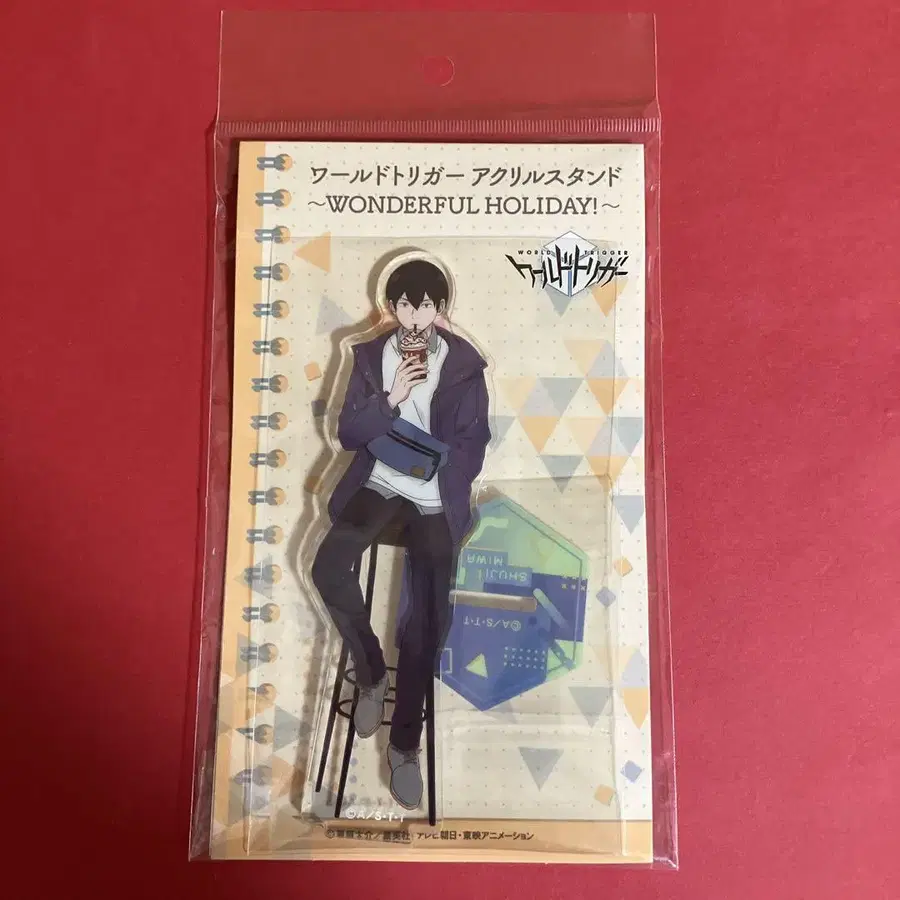 ワールドトリガー アクリルスタンド
~WONDERFUL HOLIDAY!~
WORLD TRIGGER
ワールドトリガー
SHUJI
MIWA
©A/S・T・T
©A/S・T・T
©葦原大介/集英社・テレビ朝日・東映アニメーション